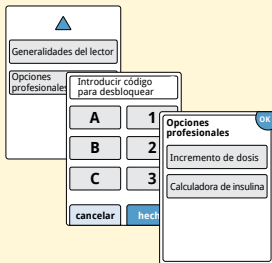 Generalidades del lector
Opciones
profesionales
Introducir código
para desbloquear
A 1
B 2
C 3
cancelar
Opciones
profesionales
OK
Incremento de dosis
Calculadora de insulina